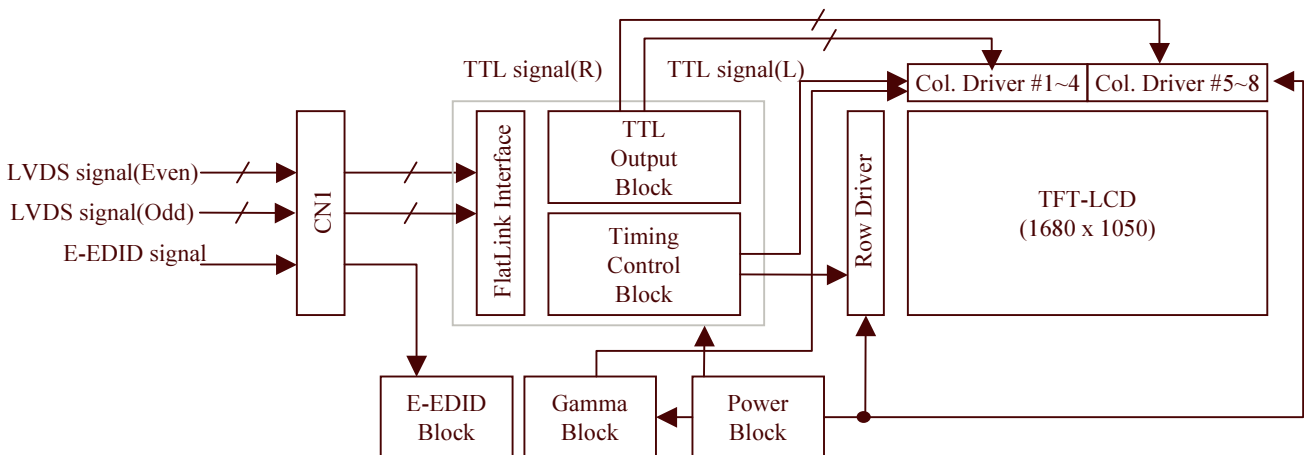 TTL signal(R)
TTL signal(L)
Col. Driver #1~4
Col. Driver #5~8
LVDS signal(Even)
LVDS signal(Odd)
E-EDID signal
CN1
FlatLink Interface
TTL
Output
Block
Timing
Control
Block
Row Driver
TFT-LCD
(1680 x 1050)
E-EDID
Block
Gamma
Block
Power
Block